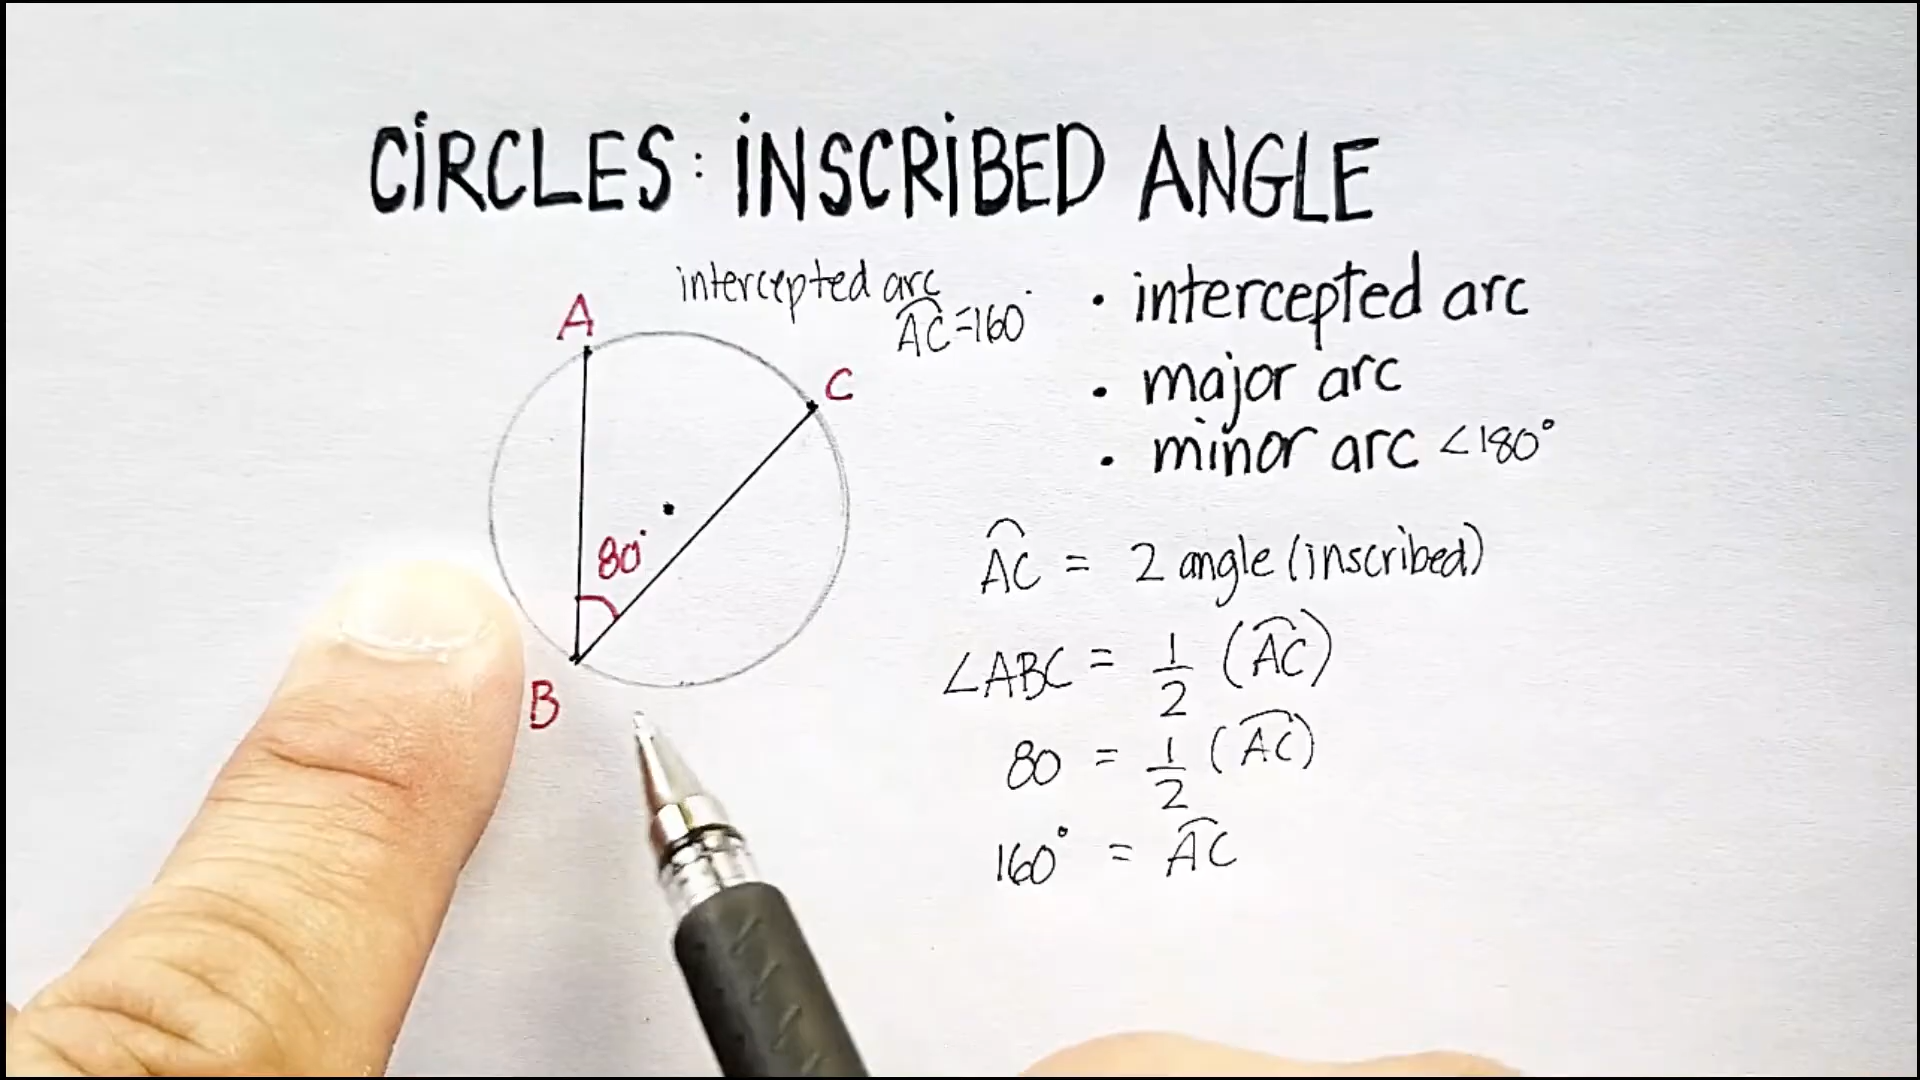 CIRCLES: INSCRIBED ANGLE
intercepted arc
AC=160°
A
C
80°
B
• intercepted arc
• major arc
• minor arc <180°
AC = 2 angle (inscribed)
∠ABC = 1/2 (AC)
80 = 1/2 (AC)
160° = AC